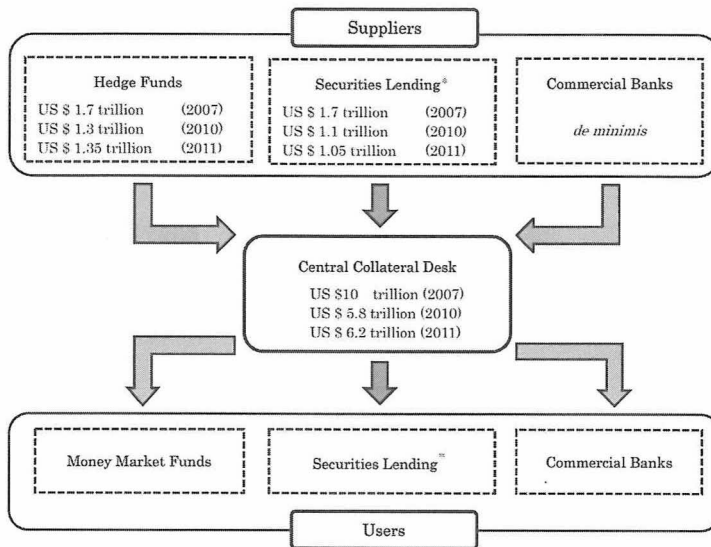 Suppliers
Hedge Funds
US $ 1.7 trillion (2007)
US $ 1.3 trillion (2010)
US $ 1.35 trillion (2011)
Securities Lending*
US $ 1.7 trillion (2007)
US $ 1.1 trillion (2010)
US $ 1.05 trillion (2011)
Commercial Banks
de minimis
Central Collateral Desk
US $10 trillion (2007)
US $ 5.8 trillion (2010)
US $ 6.2 trillion (2011)
Money Market Funds
Securities Lending
Commercial Banks
Users